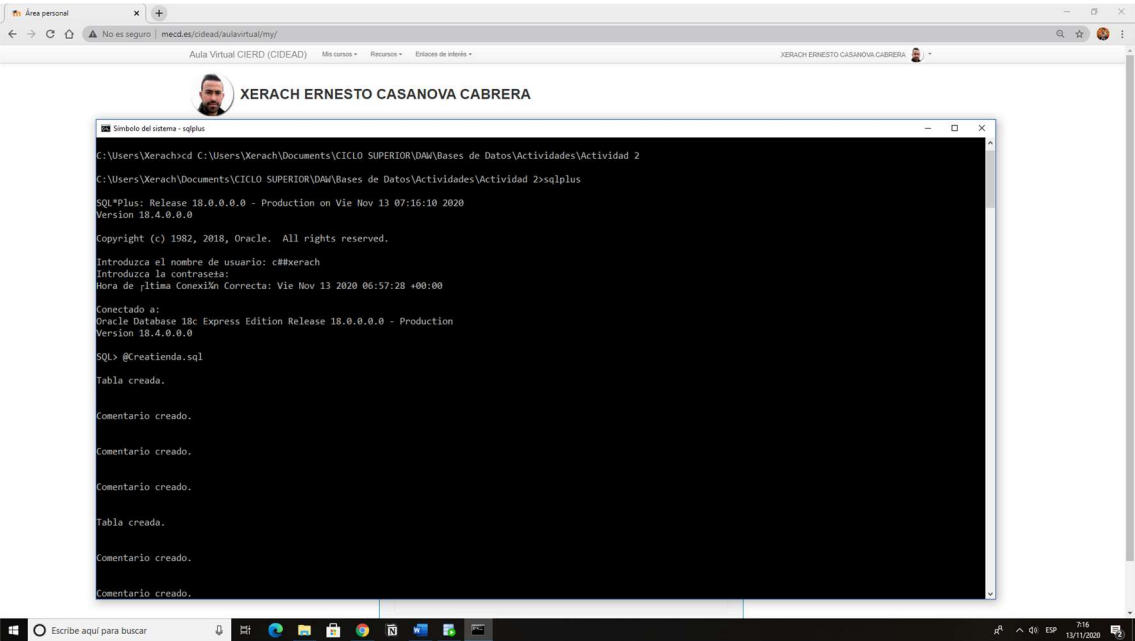 Área personal
No es seguro | mecd.es/cidead/aulavirtual/my/
Aula Virtual CIERD (CIDEAD) Mis cursos Recursos Enlaces de interés XERACH ERNESTO CASANOVA CABRERA
XERACH ERNESTO CASANOVA CABRERA
Símbolo del sistema - sqlplus
C:\Users\Xerach>cd C:\Users\Xerach\Documents\CICLO SUPERIOR\DAW\Bases de Datos\Actividades\Actividad 2
C:\Users\Xerach\Documents\CICLO SUPERIOR\DAW\Bases de Datos\Actividades\Actividad 2>sqlplus
SQL*Plus: Release 18.0.0.0.0 - Production on Vie Nov 13 07:16:10 2020
Version 18.4.0.0.0
Copyright (c) 1982, 2018, Oracle.  All rights reserved.
Introduzca el nombre de usuario: c##xerach
Introduzca la contrase±a:
Hora de ┌ltima Conexi¾n Correcta: Vie Nov 13 2020 06:57:28 +00:00
Conectado a:
Oracle Database 18c Express Edition Release 18.0.0.0.0 - Production
Version 18.4.0.0.0
SQL> @Creatienda.sql
Tabla creada.
Comentario creado.
Comentario creado.
Comentario creado.
Tabla creada.
Comentario creado.
Comentario creado.
Escribe aquí para buscar
ESP
7:16
13/11/2020